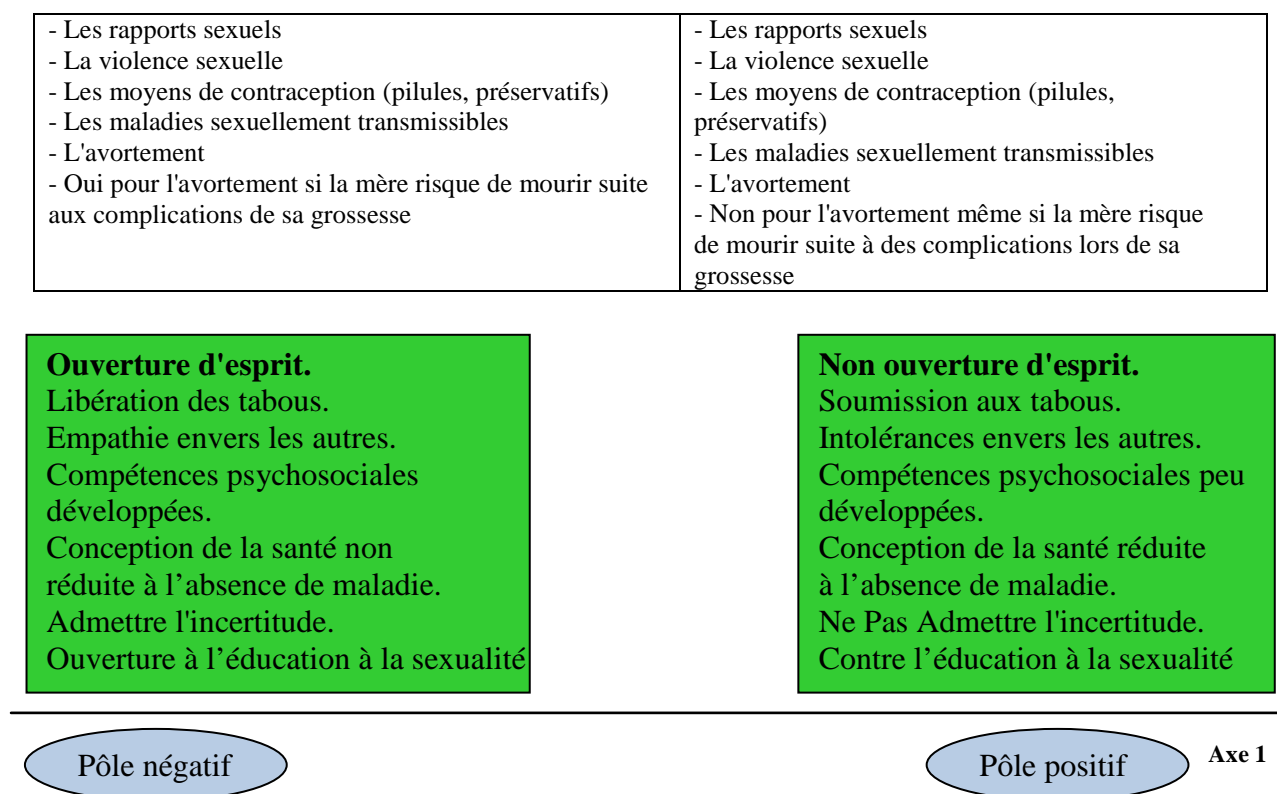 - Les rapports sexuels
- La violence sexuelle
- Les moyens de contraception (pilules, préservatifs)
- Les maladies sexuellement transmissibles
- L'avortement
- Oui pour l'avortement si la mère risque de mourir suite
aux complications de sa grossesse
- Les rapports sexuels
- La violence sexuelle
- Les moyens de contraception (pilules,
préservatifs)
- Les maladies sexuellement transmissibles
- L'avortement
- Non pour l'avortement même si la mère risque
de mourir suite à des complications lors de sa
grossesse
Ouverture d'esprit.
Libération des tabous.
Empathie envers les autres.
Compétences psychosociales
développées.
Conception de la santé non
réduite à l’absence de maladie.
Admettre l'incertitude.
Ouverture à l’éducation à la sexualité
Non ouverture d'esprit.
Soumission aux tabous.
Intolérances envers les autres.
Compétences psychosociales peu
développées.
Conception de la santé réduite
à l’absence de maladie.
Ne Pas Admettre l'incertitude.
Contre l’éducation à la sexualité
Pôle négatif
Pôle positif
Axe 1